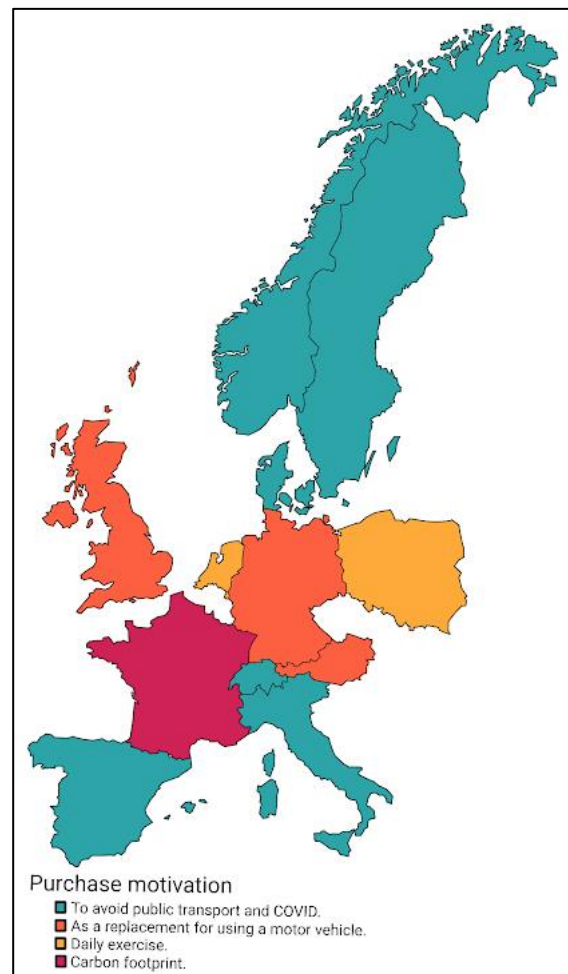 Purchase motivation
To avoid public transport and COVID.
As a replacement for using a motor vehicle.
Daily exercise.
Carbon footprint.